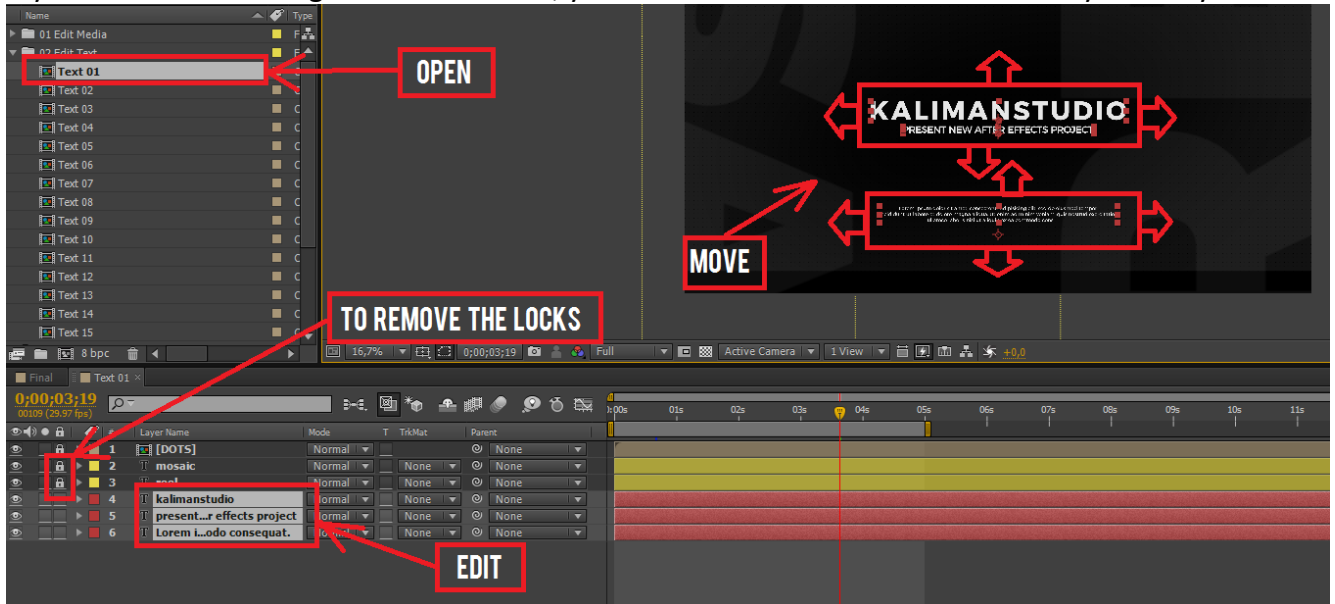 Name Type
01 Edit Media
02 Edit Text
Text 01
Text 02
Text 03
Text 04
Text 05
Text 06
Text 07
Text 08
Text 09
Text 10
Text 11
Text 12
Text 13
Text 14
Text 15
8 bpc
OPEN
KALIMANSTUDIO
PRESENT NEW AFTER EFFECTS PROJECT
MOVE
TO REMOVE THE LOCKS
16,7% 0;00;03;19 Full Active Camera 1 View +0,0
Final Text 01
0;00;03;19
00109 (29.97 fps)
:00s 01s 02s 03s 04s 05s 06s 07s 08s 09s 10s 11s
# Layer Name Mode T TrkMat Parent
1 [DOTS] Normal None
2 T mosaic Normal None None
3 T reel Normal None None
4 T kalimanstudio Normal None None
5 T present...r effects project Normal None None
6 T Lorem i...odo consequat. Normal None None
EDIT